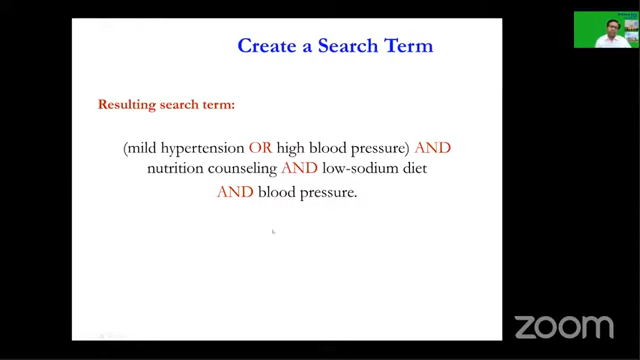 Create a Search Term
Resulting search term:
(mild hypertension OR high blood pressure) AND
nutrition counseling AND low-sodium diet
AND blood pressure.
zoom